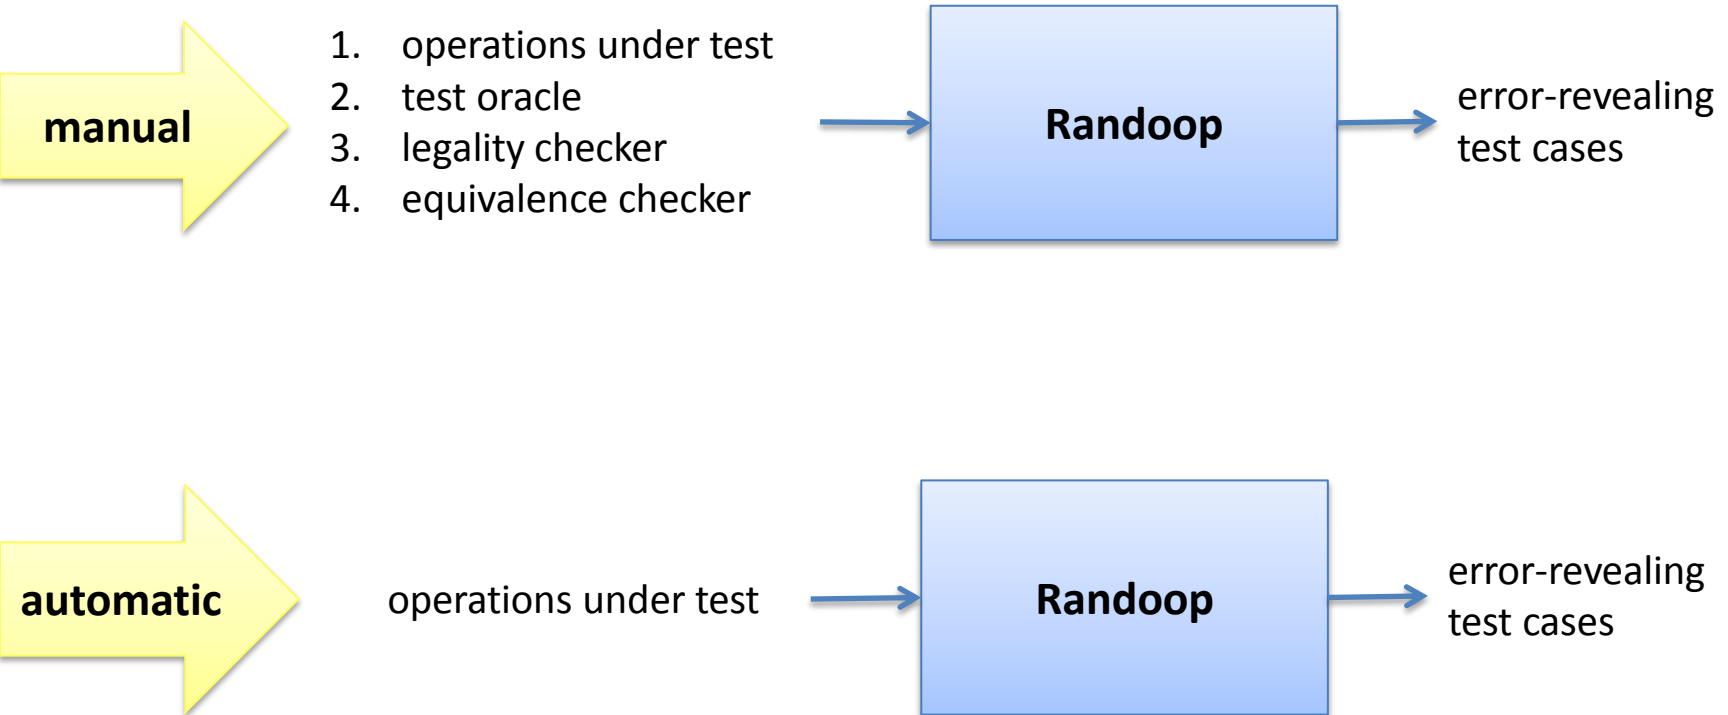 manual
1. operations under test
2. test oracle
3. legality checker
4. equivalence checker
Randoop
error-revealing
test cases
automatic
operations under test
Randoop
error-revealing
test cases